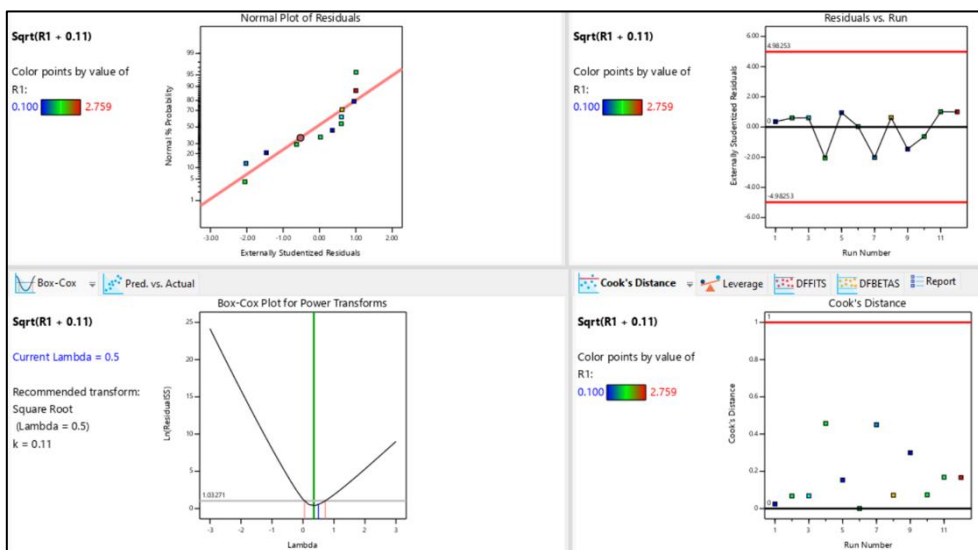 Normal Plot of Residuals
Sqrt(R1 + 0.11)
Color points by value of
R1:
0.100 2.759
Normal % Probability
99
95
90
80
70
50
30
20
10
5
1
-3.00 -2.00 -1.00 0.00 1.00 2.00
Externally Studentized Residuals
Residuals vs. Run
Sqrt(R1 + 0.11)
Color points by value of
R1:
0.100 2.759
Externally Studentized Residuals
6.00
4.98253
4.00
2.00
0
0.00
-2.00
-4.00
-4.98253
-6.00
1 3 5 7 9 11
Run Number
Box-Cox Pred. vs. Actual
Box-Cox Plot for Power Transforms
Sqrt(R1 + 0.11)
Current Lambda = 0.5
Recommended transform:
Square Root
(Lambda = 0.5)
k = 0.11
Ln(ResidualSS)
25
20
15
10
5
1.03271
0
-3 -2 -1 0 1 2 3
Lambda
Cook's Distance Leverage DFFITS DFBETAS Report
Cook's Distance
Sqrt(R1 + 0.11)
Color points by value of
R1:
0.100 2.759
Cook's Distance
1
1
0.8
0.6
0.4
0.2
0
0
1 3 5 7 9 11
Run Number